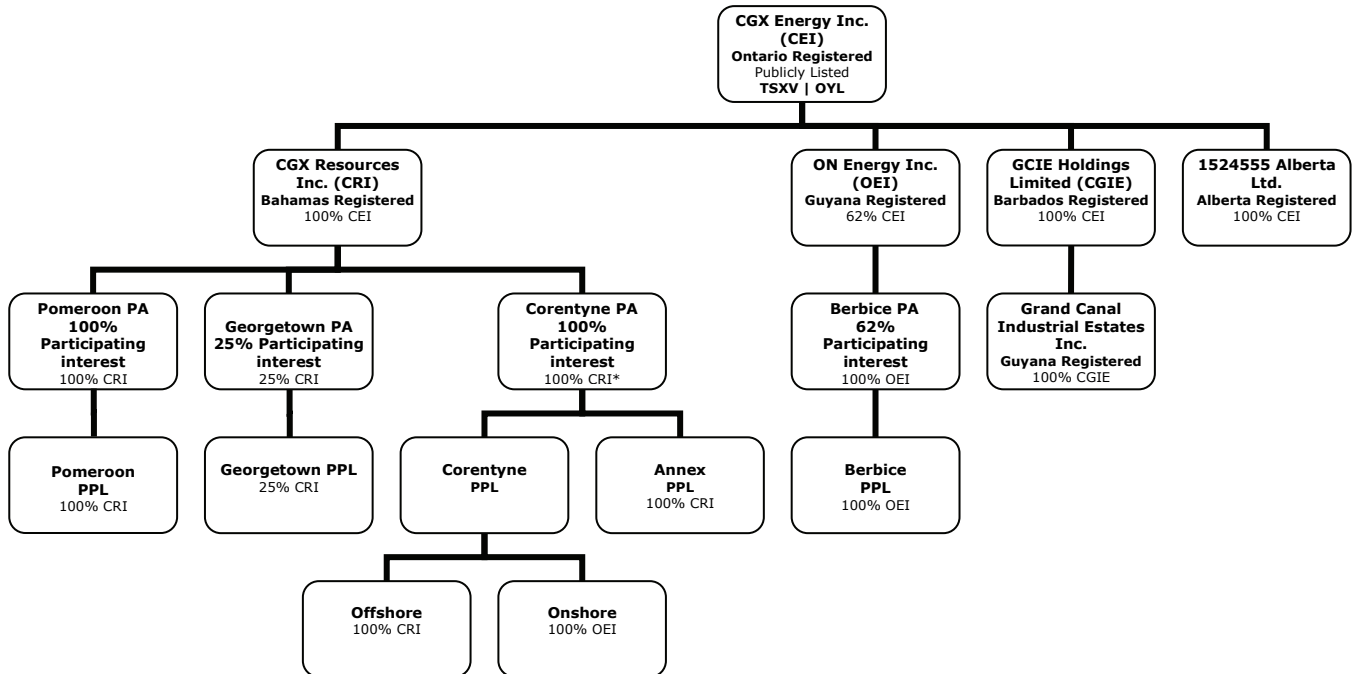 CGX Energy Inc.
(CEI)
Ontario Registered
Publicly Listed
TSXV | OYL
CGX Resources
Inc. (CRI)
Bahamas Registered
100% CEI
ON Energy Inc.
(OEI)
Guyana Registered
62% CEI
GCIE Holdings
Limited (CGIE)
Barbados Registered
100% CEI
1524555 Alberta
Ltd.
Alberta Registered
100% CEI
Pomeroon PA
100%
Participating
interest
100% CRI
Georgetown PA
25% Participating
interest
25% CRI
Corentyne PA
100%
Participating
interest
100% CRI*
Berbice PA
62%
Participating
interest
100% OEI
Grand Canal
Industrial Estates
Inc.
Guyana Registered
100% CGIE
Pomeroon
PPL
100% CRI
Georgetown PPL
25% CRI
Corentyne
PPL
Annex
PPL
100% CRI
Berbice
PPL
100% OEI
Offshore
100% CRI
Onshore
100% OEI